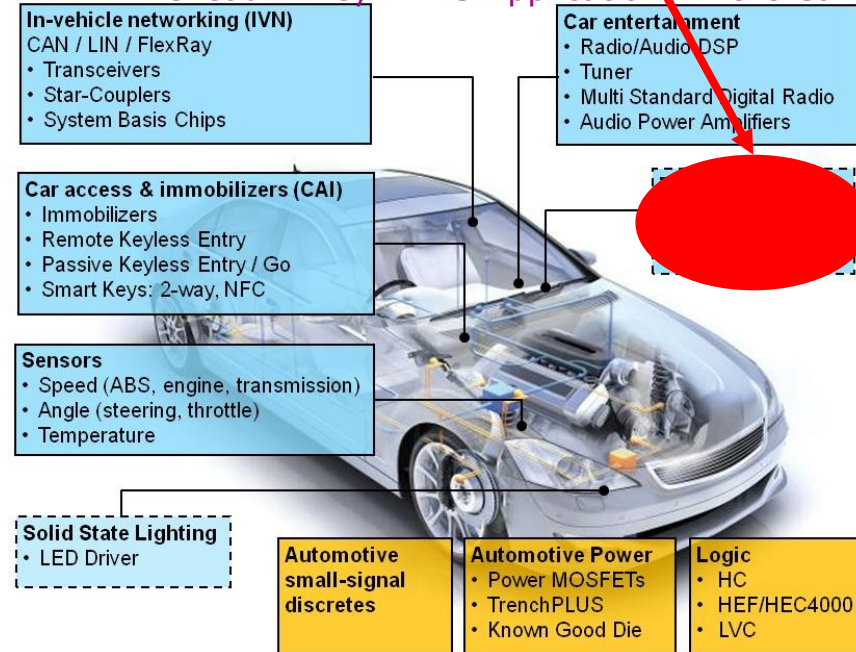 In-vehicle networking (IVN)
CAN / LIN / FlexRay
• Transceivers
• Star-Couplers
• System Basis Chips
Car entertainment
• Radio/Audio DSP
• Tuner
• Multi Standard Digital Radio
• Audio Power Amplifiers
Car access & immobilizers (CAI)
• Immobilizers
• Remote Keyless Entry
• Passive Keyless Entry / Go
• Smart Keys: 2-way, NFC
Sensors
• Speed (ABS, engine, transmission)
• Angle (steering, throttle)
• Temperature
Solid State Lighting
• LED Driver
Automotive
small-signal
discretes
Automotive Power
• Power MOSFETs
• TrenchPLUS
• Known Good Die
Logic
• HC
• HEF/HEC4000
• LVC